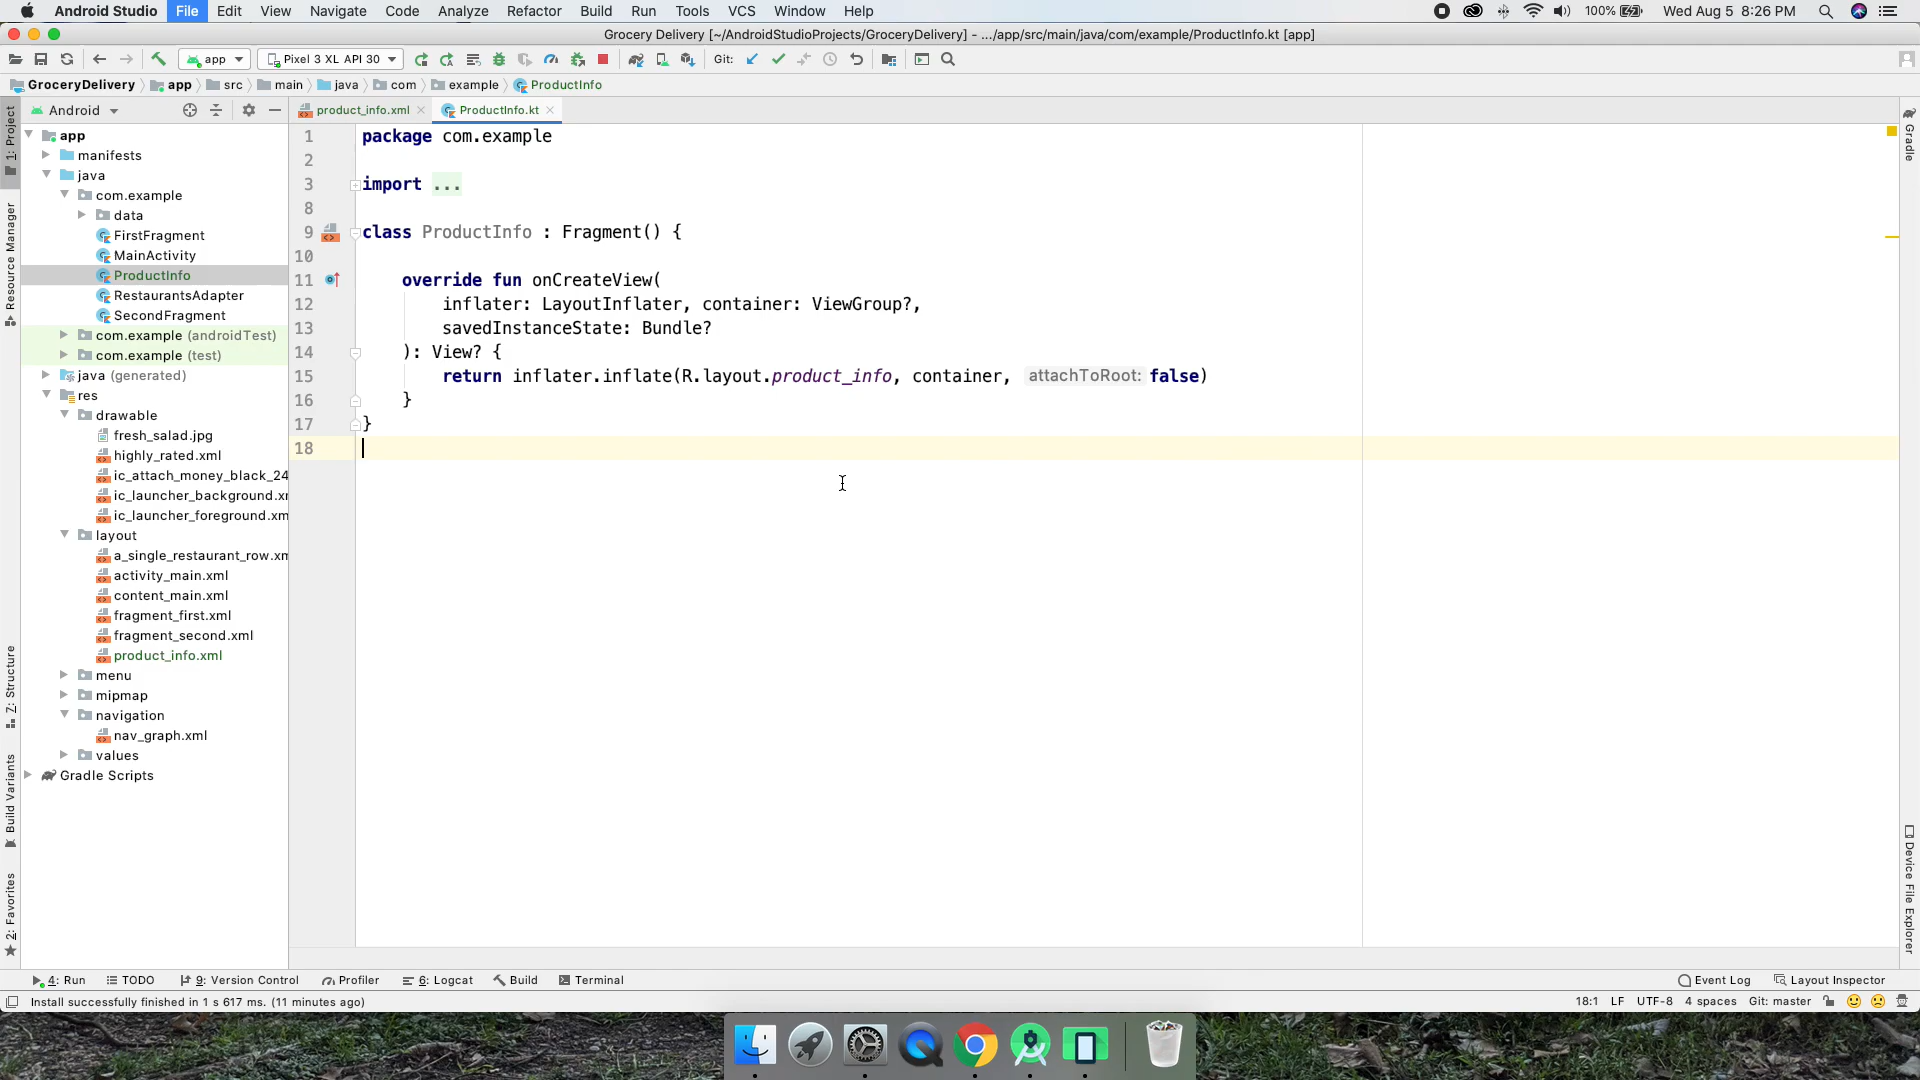 Android Studio File Edit View Navigate Code Analyze Refactor Build Run Tools VCS Window Help 100% Wed Aug 5 8:26 PM
Grocery Delivery [~/AndroidStudioProjects/GroceryDelivery] - .../app/src/main/java/com/example/ProductInfo.kt [app]
app Pixel 3 XL API 30 Git:
GroceryDelivery app src main java com example ProductInfo
Android product_info.xml ProductInfo.kt
1: Project
Resource Manager
Z: Structure
Build Variants
2: Favorites
app
manifests
java
com.example
data
FirstFragment
MainActivity
ProductInfo
RestaurantsAdapter
SecondFragment
com.example (androidTest)
com.example (test)
java (generated)
res
drawable
fresh_salad.jpg
highly_rated.xml
ic_attach_money_black_24
ic_launcher_background.xm
ic_launcher_foreground.xm
layout
a_single_restaurant_row.xm
activity_main.xml
content_main.xml
fragment_first.xml
fragment_second.xml
product_info.xml
menu
mipmap
navigation
nav_graph.xml
values
Gradle Scripts
1 package com.example
2
3 import ...
8
9 class ProductInfo : Fragment() {
10
11 override fun onCreateView(
12 inflater: LayoutInflater, container: ViewGroup?,
13 savedInstanceState: Bundle?
14 ): View? {
15 return inflater.inflate(R.layout.product_info, container, attachToRoot: false)
16 }
17 }
18
Gradle
Device File Explorer
4: Run TODO 9: Version Control Profiler 6: Logcat Build Terminal Event Log Layout Inspector
Install successfully finished in 1 s 617 ms. (11 minutes ago) 18:1 LF UTF-8 4 spaces Git: master